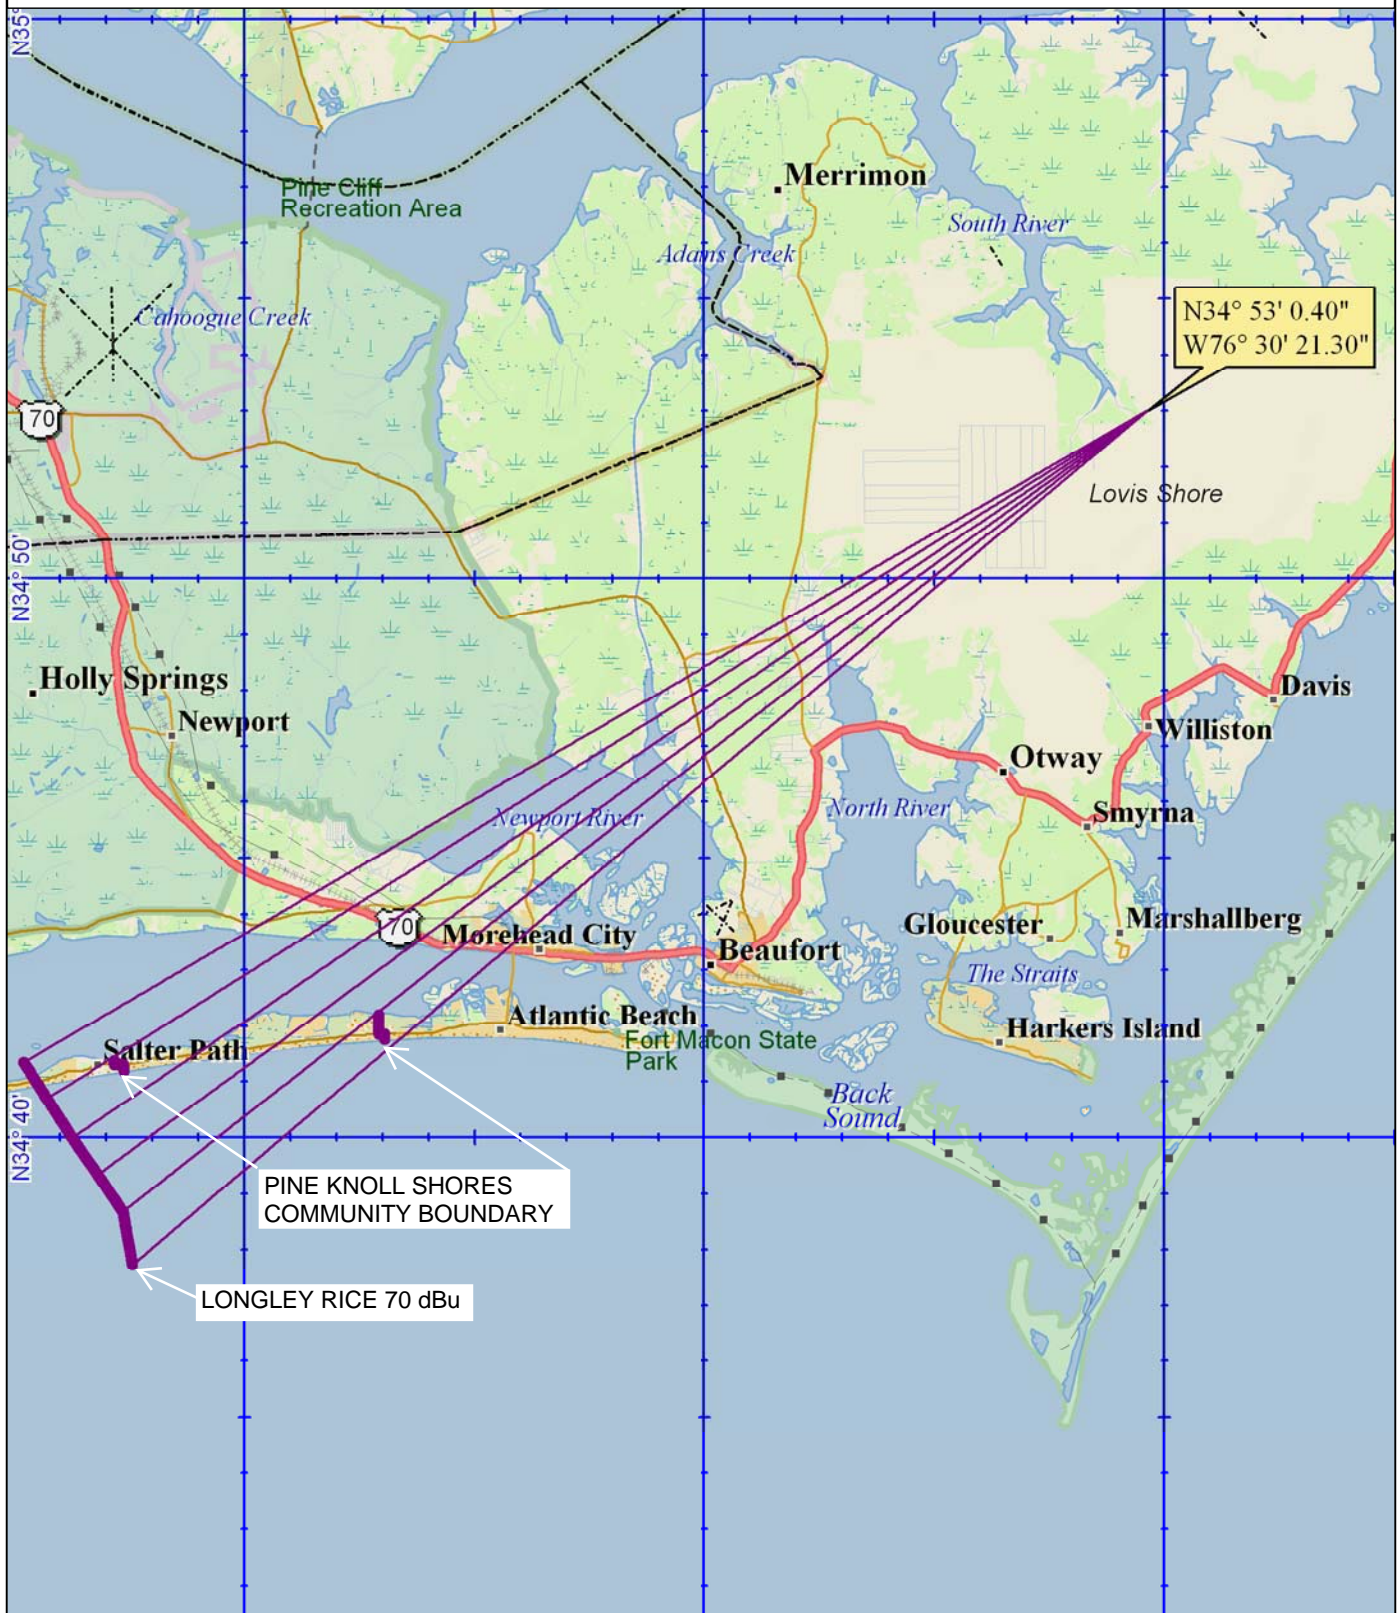 N35°
Pine Cliff
Recreation Area
Merrimon
South River
Adams Creek
Cahoogue Creek
N34° 53' 0.40"
W76° 30' 21.30"
70
Lovis Shore
N34° 50'
Holly Springs
Newport
Davis
Williston
Otway
Smyrna
Newport River
North River
70
Morehead City
Beaufort
Gloucester
Marshallberg
The Straits
Atlantic Beach
Harkers Island
Fort Macon State
Park
Salter Path
Back
Sound
N34° 40'
PINE KNOLL SHORES
COMMUNITY BOUNDARY
LONGLEY RICE 70 dBu